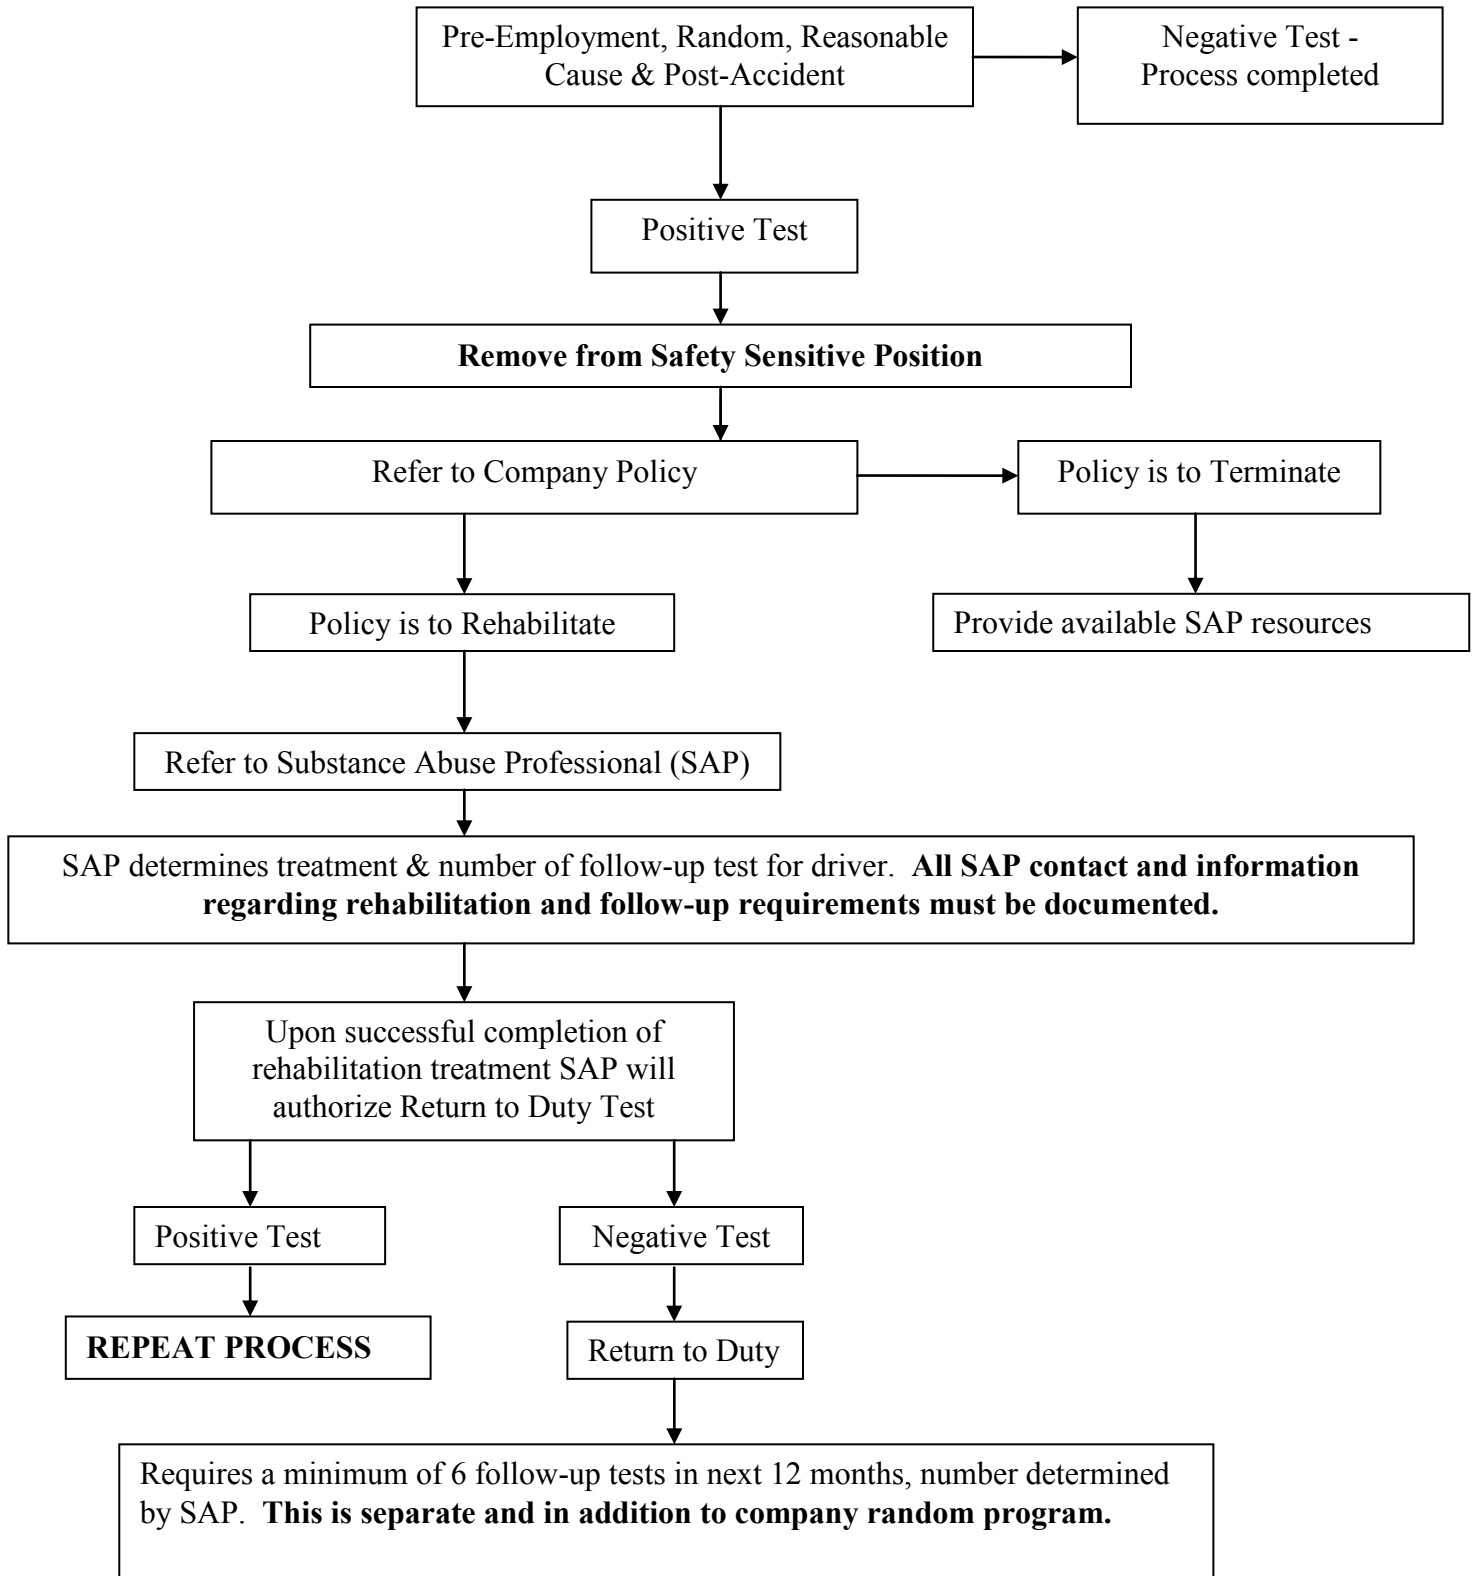 Pre-Employment, Random, Reasonable
Cause & Post-Accident
Negative Test -
Process completed
Positive Test
Remove from Safety Sensitive Position
Refer to Company Policy
Policy is to Terminate
Policy is to Rehabilitate
Provide available SAP resources
Refer to Substance Abuse Professional (SAP)
SAP determines treatment & number of follow-up test for driver.  All SAP contact and information
regarding rehabilitation and follow-up requirements must be documented.
Upon successful completion of
rehabilitation treatment SAP will
authorize Return to Duty Test
Positive Test
Negative Test
REPEAT PROCESS
Return to Duty
Requires a minimum of 6 follow-up tests in next 12 months, number determined
by SAP.  This is separate and in addition to company random program.